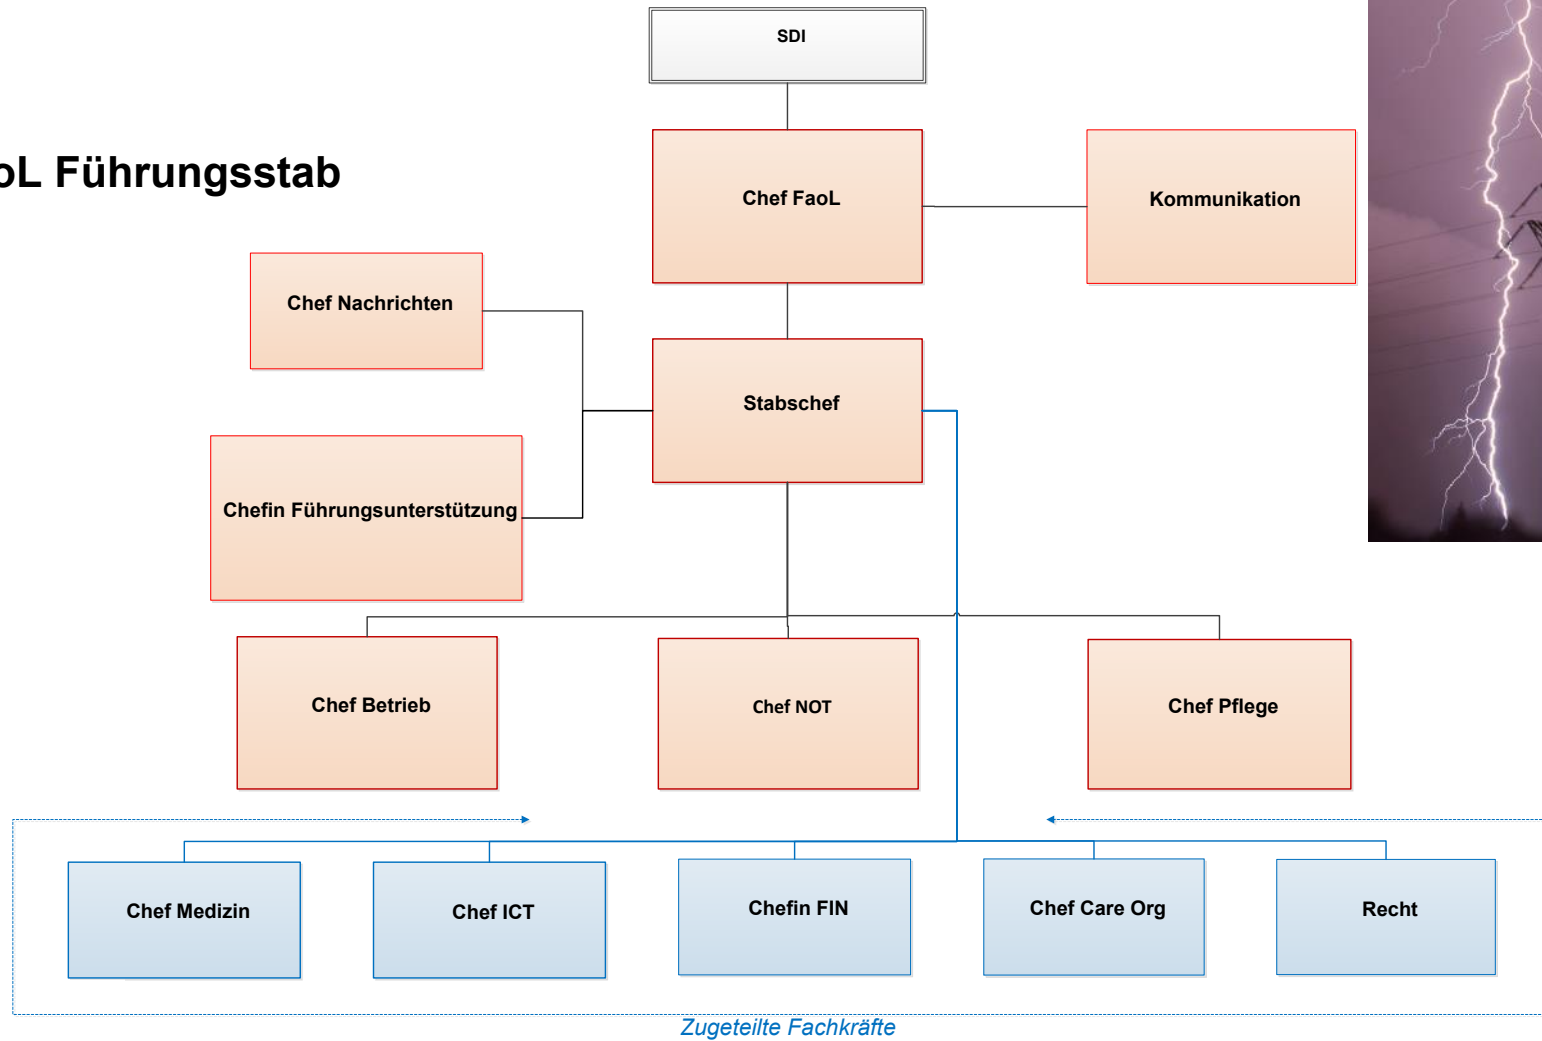 SDI
oL Führungsstab
Chef FaoL
Kommunikation
Chef Nachrichten
Stabschef
Chefin Führungsunterstützung
Chef Betrieb
Chef NOT
Chef Pflege
Chef Medizin
Chef ICT
Chefin FIN
Chef Care Org
Recht
Zugeteilte Fachkräfte